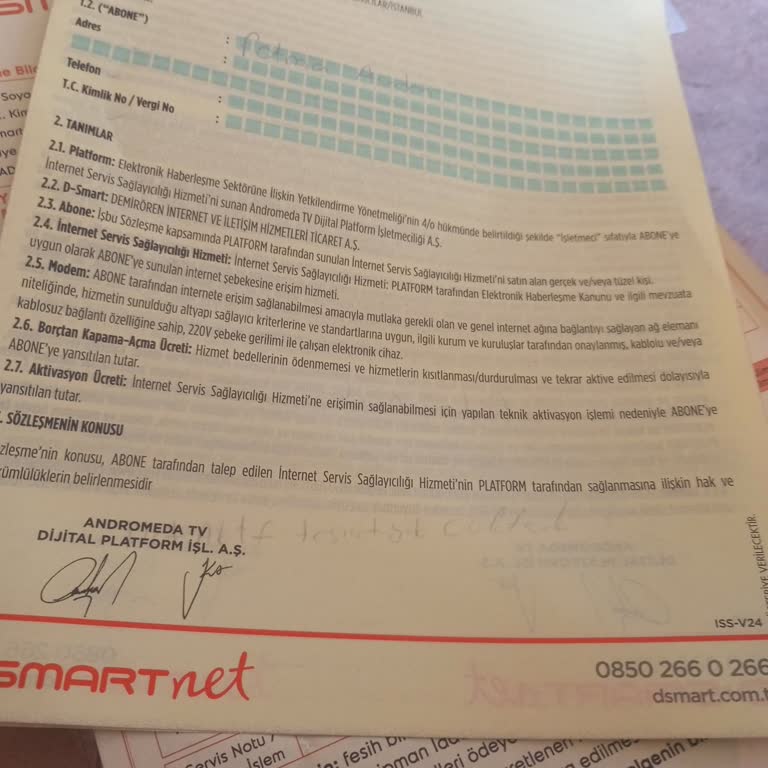 CILAR/İSTANBUL
1.2. ("ABONE")
Adres
:
:
Telefon
:
T.C. Kimlik No / Vergi No
:
2. TANIMLAR
2.1. Platform: Elektronik Haberleşme Sektörüne İlişkin Yetkilendirme Yönetmeliği'nin 4/o hükmünde belirtildiği şekilde "İşletmeci" sıfatıyla ABONE'ye
İnternet Servis Sağlayıcılığı Hizmeti'ni sunan Andromeda TV Dijital Platform İşletmeciliği A.Ş.
2.2. D-Smart: DEMİRÖREN İNTERNET VE İLETİŞİM HİZMETLERİ TİCARET A.Ş.
2.3. Abone: İşbu Sözleşme kapsamında PLATFORM tarafından sunulan İnternet Servis Sağlayıcılığı Hizmeti'ni satın alan gerçek ve/veya tüzel kişi.
2.4. İnternet Servis Sağlayıcılığı Hizmeti: İnternet Servis Sağlayıcılığı Hizmeti: PLATFORM tarafından Elektronik Haberleşme Kanunu ve ilgili mevzuata
uygun olarak ABONE'ye sunulan internet şebekesine erişim hizmeti.
2.5. Modem: ABONE tarafından internete erişim sağlanabilmesi amacıyla mutlaka gerekli olan ve genel internet ağına bağlantıyı sağlayan ağ elemanı
niteliğinde, hizmetin sunulduğu altyapı sağlayıcı kriterlerine ve standartlarına uygun, ilgili kurum ve kuruluşlar tarafından onaylanmış, kablolu ve/veya
kablosuz bağlantı özelliğine sahip, 220V şebeke gerilimi ile çalışan elektronik cihaz.
2.6. Borçtan Kapama-Açma Ücreti: Hizmet bedellerinin ödenmemesi ve hizmetlerin kısıtlanması/durdurulması ve tekrar aktive edilmesi dolayısıyla
ABONE'ye yansıtılan tutar.
2.7. Aktivasyon Ücreti: İnternet Servis Sağlayıcılığı Hizmeti'ne erişimin sağlanabilmesi için yapılan teknik aktivasyon işlemi nedeniyle ABONE'ye
yansıtılan tutar.
. SÖZLEŞMENİN KONUSU
zleşme'nin konusu, ABONE tarafından talep edilen İnternet Servis Sağlayıcılığı Hizmeti'nin PLATFORM tarafından sağlanmasına ilişkin hak ve
ümlülüklerin belirlenmesidir
ANDROMEDA TV
DİJİTAL PLATFORM İŞL. A.Ş.
VERİLECEKTİR.
ISS-V24
SMARTnet
0850 266 0 266
dsmart.com.t
Servis Notu /
İşlem
fesih